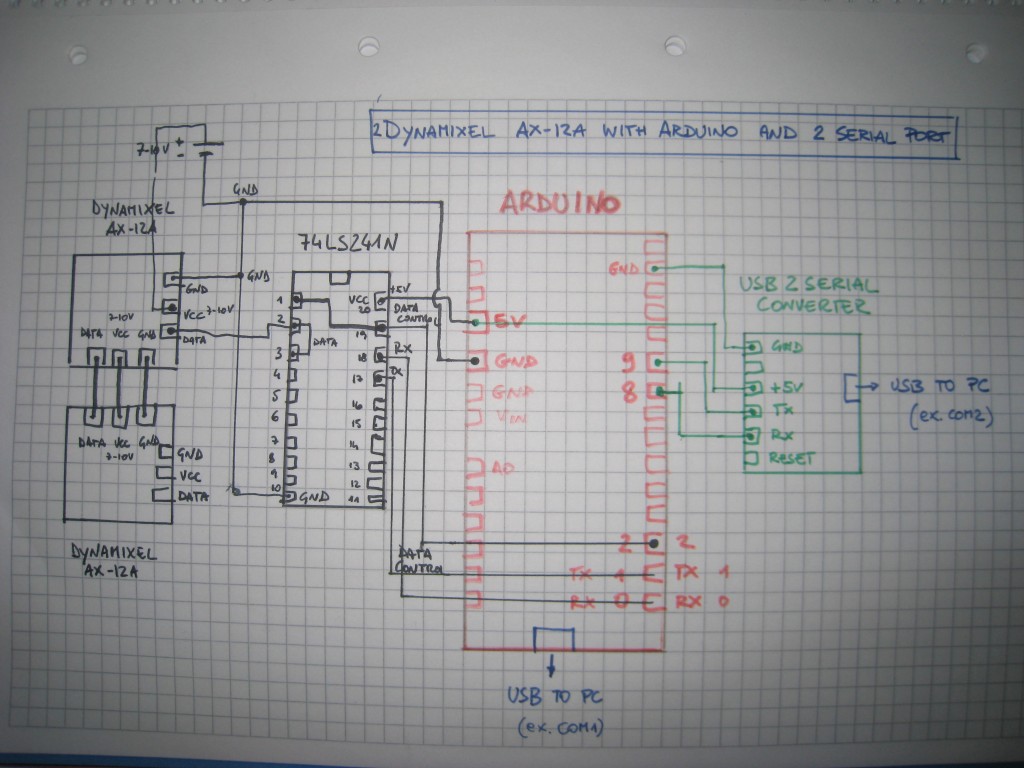 2 DYNAMIXEL AX-12A WITH ARDUINO AND 2 SERIAL PORT
7-10V + -
GND
DYNAMIXEL
AX-12A
GND
GND
VCC 7-10V
DATA
7-10V
DATA VCC GND
DATA VCC GND
7-10V
GND
VCC
DATA
DYNAMIXEL
AX-12A
74LS241N
1
2
3
4
5
6
7
8
9
10
GND
DATA
VCC
20
19
18
17
16
15
14
13
12
11
+5V
DATA
CONTROL
RX
TX
DATA
CONTROL
ARDUINO
GND
5V
GND
9
GND
8
VIN
A0
2 2
TX 1 TX 1
RX 0 RX 0
USB TO PC
(ex. COM1)
USB 2 SERIAL
CONVERTER
GND
+5V
TX
RX
RESET
USB TO PC
(ex. COM2)